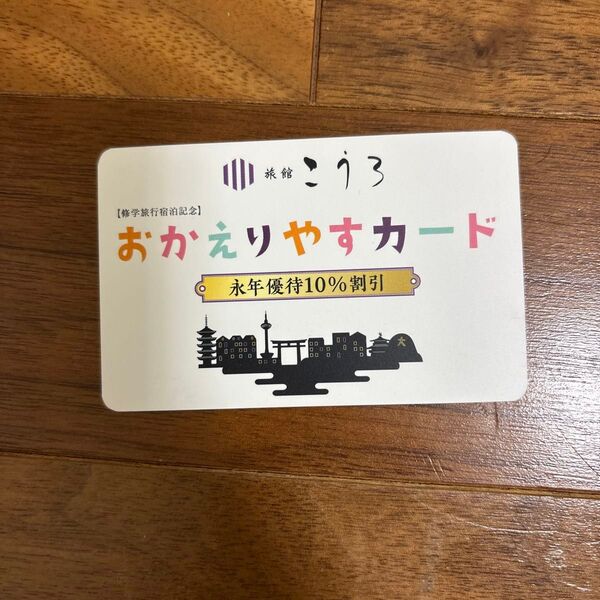 旅館 こうろ
【修学旅行宿泊記念】
おかえりやすカード
永年優待10%割引
大